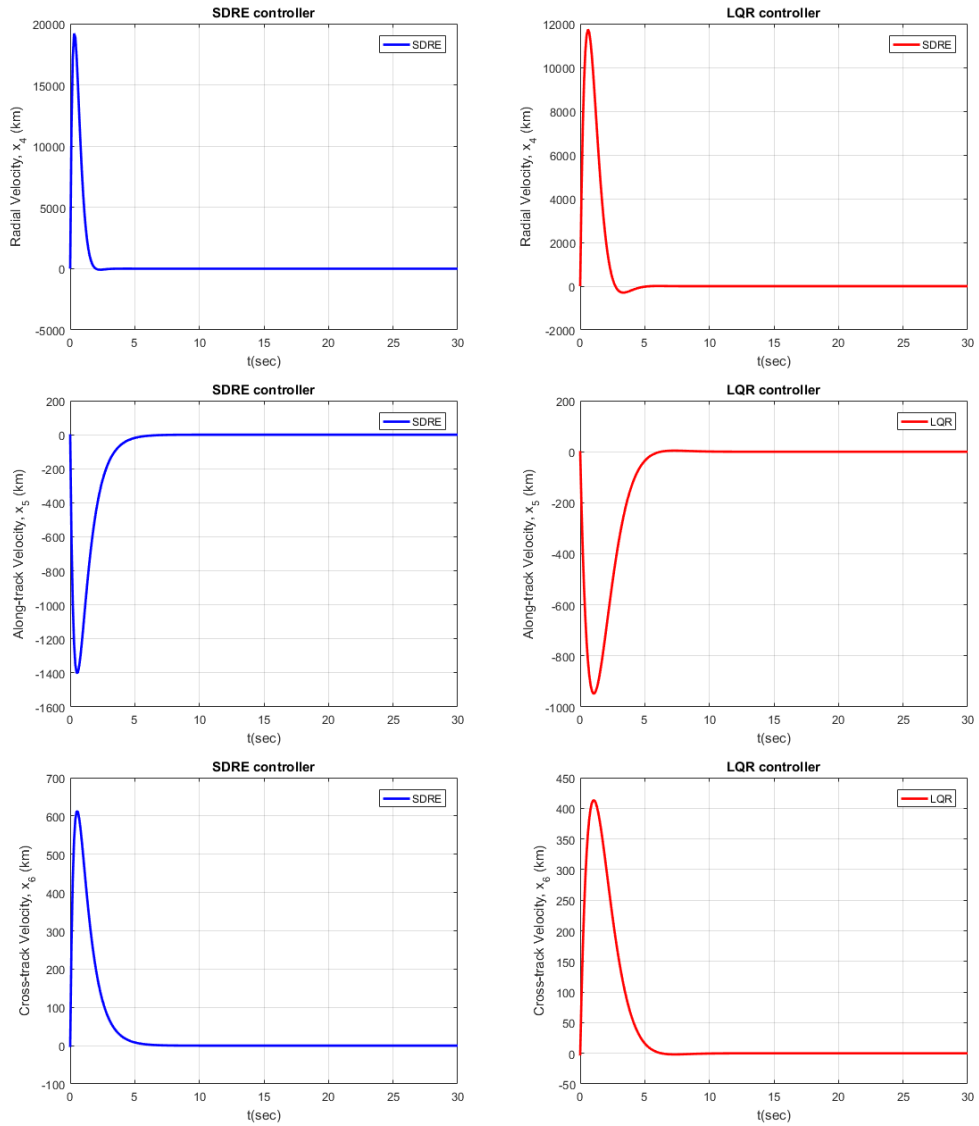 SDRE controller
SDRE
20000
15000
10000
5000
0
-5000
Radial Velocity, x_4 (km)
0 5 10 15 20 25 30
t(sec)
LQR controller
SDRE
12000
10000
8000
6000
4000
2000
0
-2000
Radial Velocity, x_4 (km)
0 5 10 15 20 25 30
t(sec)
SDRE controller
SDRE
200
0
-200
-400
-600
-800
-1000
-1200
-1400
-1600
Along-track Velocity, x_5 (km)
0 5 10 15 20 25 30
t(sec)
LQR controller
LQR
200
0
-200
-400
-600
-800
-1000
Along-track Velocity, x_5 (km)
0 5 10 15 20 25 30
t(sec)
SDRE controller
SDRE
700
600
500
400
300
200
100
0
-100
Cross-track Velocity, x_6 (km)
0 5 10 15 20 25 30
t(sec)
LQR controller
LQR
450
400
350
300
250
200
150
100
50
0
-50
Cross-track Velocity, x_6 (km)
0 5 10 15 20 25 30
t(sec)